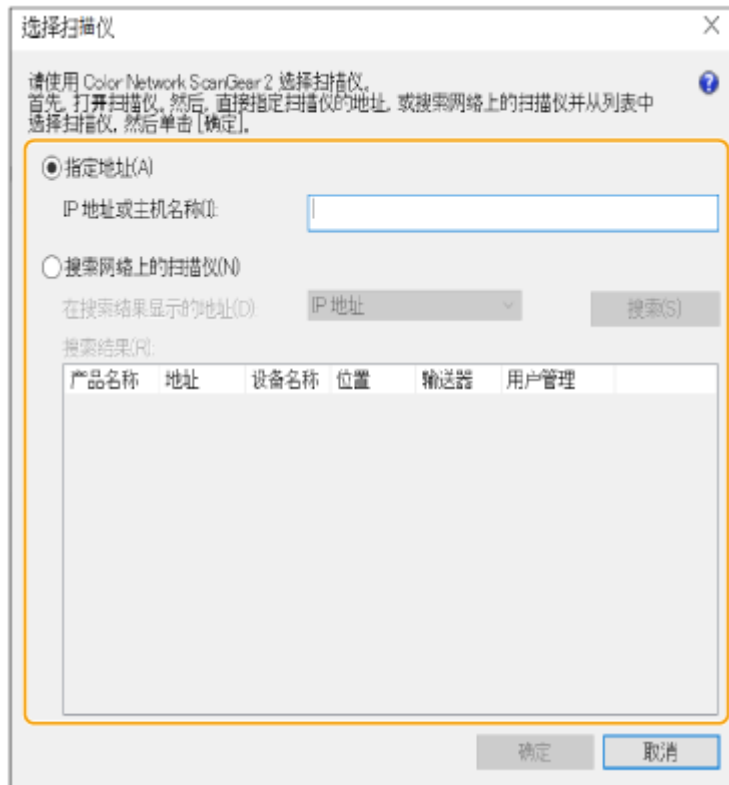 选择扫描仪
请使用 Color Network ScanGear 2 选择扫描仪。
首先, 打开扫描仪。然后, 直接指定扫描仪的地址, 或搜索网络上的扫描仪并从列表中
选择扫描仪, 然后单击 [确定]。
指定地址(A)
IP 地址或主机名称(I):
搜索网络上的扫描仪(N)
在搜索结果显示的地址(D): IP 地址 搜索(S)
搜索结果(R):
产品名称 地址 设备名称 位置 输送器 用户管理
确定 取消